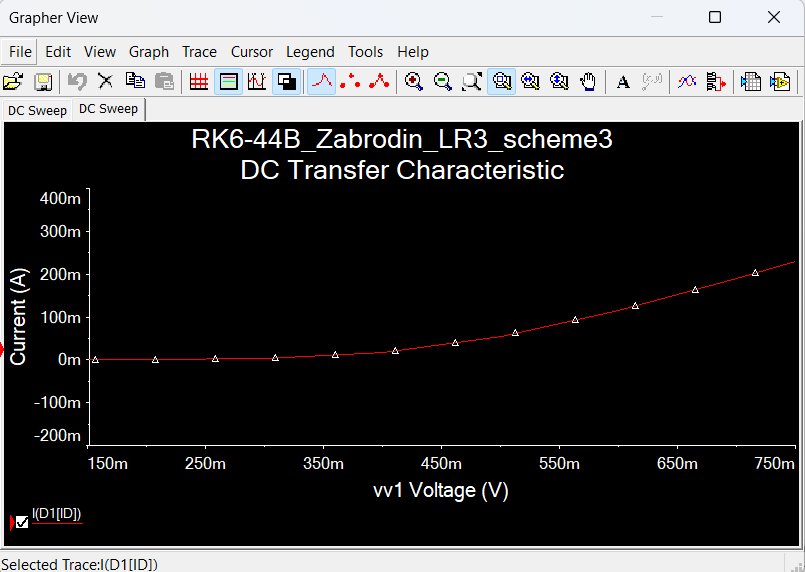 Grapher View
File Edit View Graph Trace Cursor Legend Tools Help
A
DC Sweep DC Sweep
RK6-44B_Zabrodin_LR3_scheme3
DC Transfer Characteristic
400m
300m
200m
100m
0m
-100m
-200m
Current (A)
150m 250m 350m 450m 550m 650m 750m
vv1 Voltage (V)
I(D1[ID])
Selected Trace:I(D1[ID])